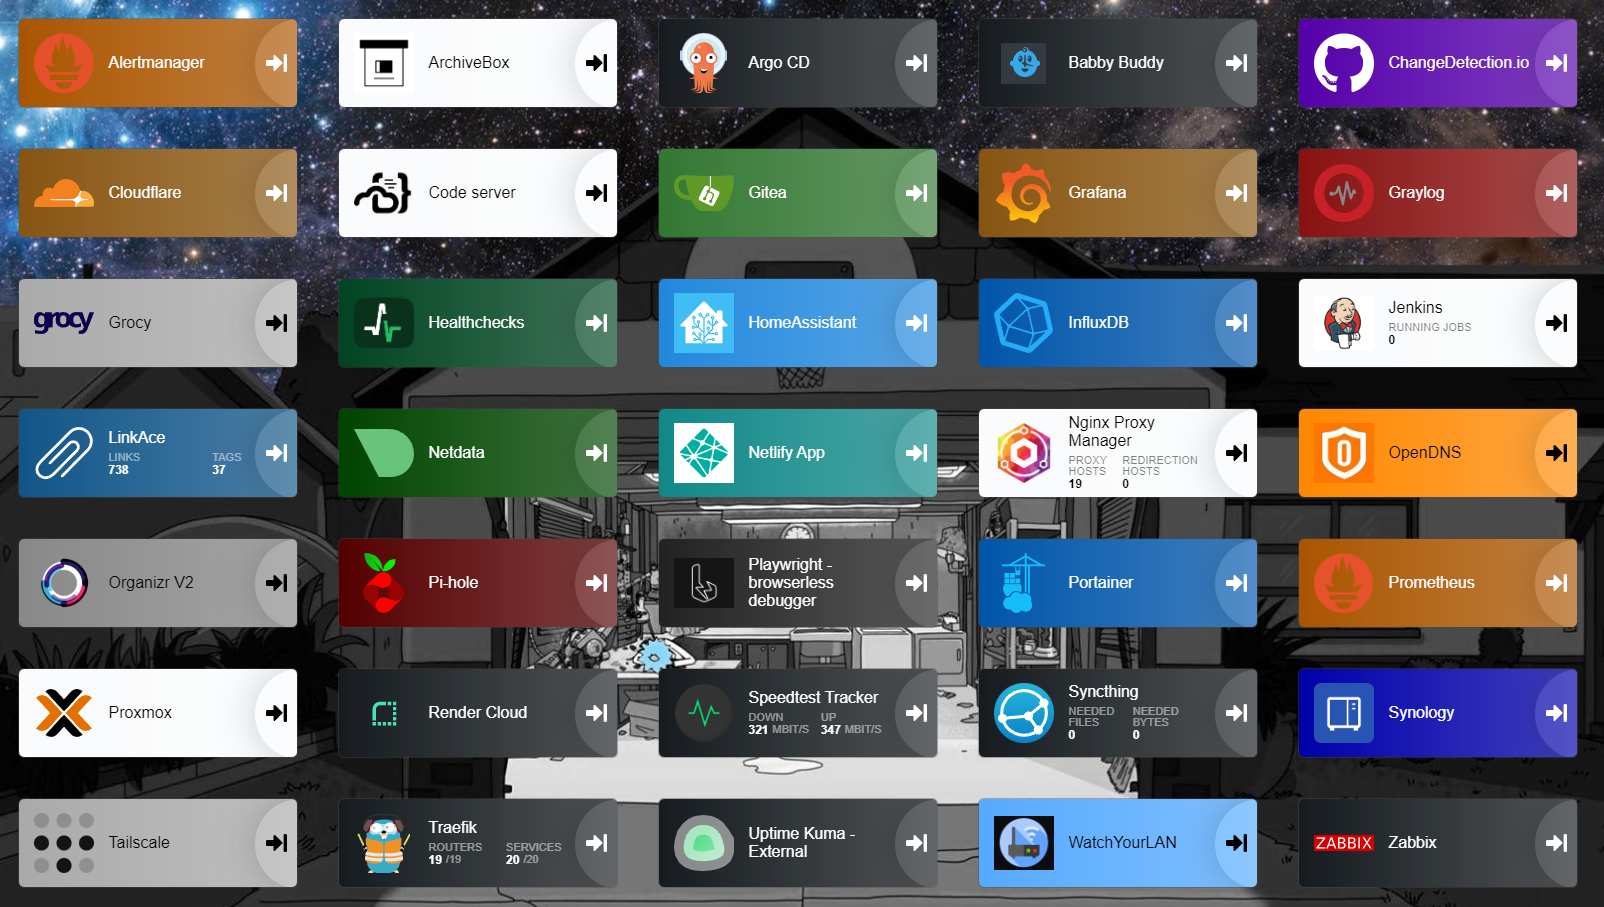 Alertmanager
ArchiveBox
Argo CD
Babby Buddy
ChangeDetection.io
Cloudflare
Code server
Gitea
Grafana
Graylog
grocy
Grocy
Healthchecks
HomeAssistant
InfluxDB
Jenkins
RUNNING JOBS
0
LinkAce
LINKS TAGS
738 37
Netdata
Netlify App
Nginx Proxy
Manager
PROXY REDIRECTION
HOSTS HOSTS
19 0
OpenDNS
Organizr V2
Pi-hole
Playwright -
browserless
debugger
Portainer
Prometheus
Proxmox
Render Cloud
Speedtest Tracker
DOWN UP
321 MBIT/S 347 MBIT/S
Syncthing
NEEDED NEEDED
FILES BYTES
0 0
Synology
Tailscale
Traefik
ROUTERS SERVICES
19 /19 20 /20
Uptime Kuma -
External
WatchYourLAN
ZABBIX
Zabbix